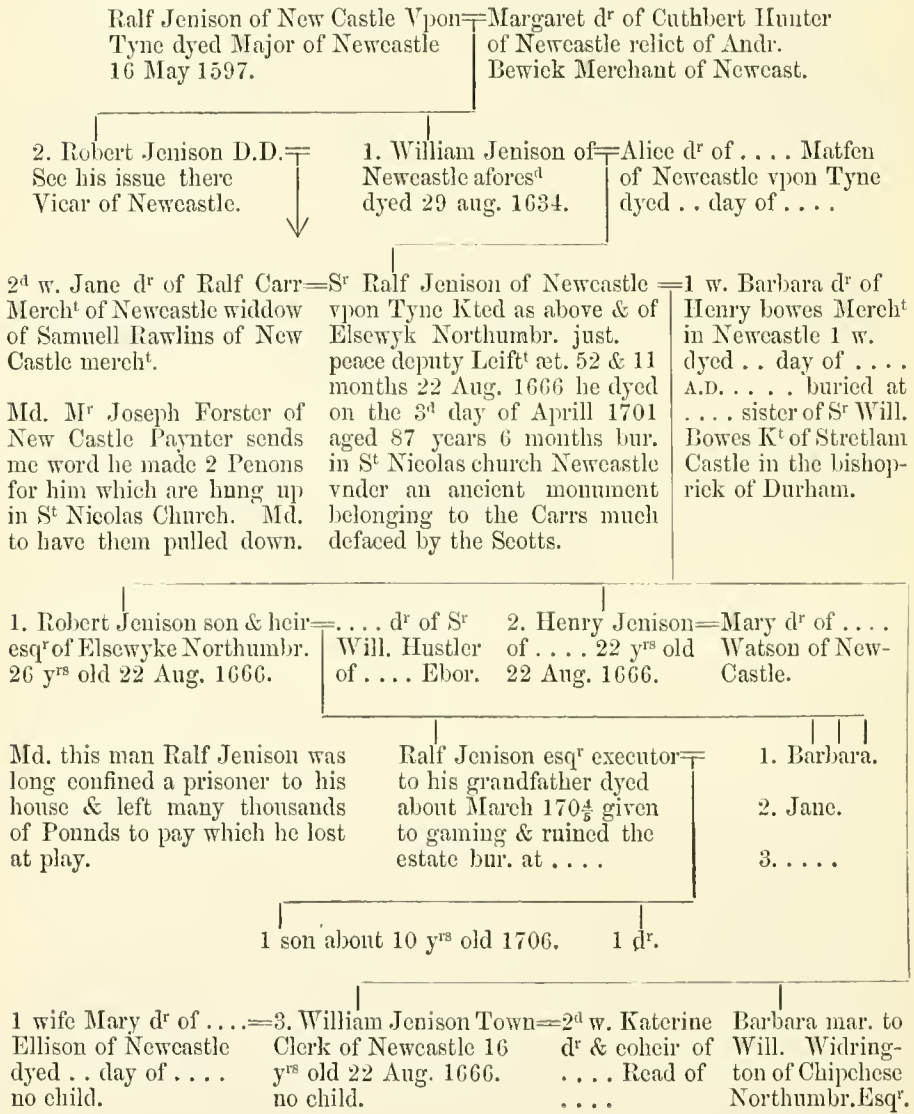 Ralf Jenison of New Castle Vpon=Margaret dr of Cuthbert Hunter
Tyne dyed Major of Newcastle of Newcastle relict of Andr.
16 May 1597. Bewick Merchant of Newcast.
2. Robert Jenison D.D.=
See his issue there
Vicar of Newcastle.
1. William Jenison of=Alice dr of .... Matfen
Newcastle aforesd of Newcastle vpon Tyne
dyed 29 aug. 1634. dyed .. day of ....
2d w. Jane dr of Ralf Carr=
Mercht of Newcastle widdow
of Samuell Rawlins of New
Castle mercht.
Md. Mr Joseph Forster of
New Castle Paynter sends
me word he made 2 Penons
for him which are hung up
in St Nicolas Church. Md.
to have them pulled down.
Sr Ralf Jenison of Newcastle
vpon Tyne Kted as above & of
Elsewyk Northumbr. just.
peace deputy Leiftt æt. 52 & 11
months 22 Aug. 1666 he dyed
on the 3d day of Aprill 1701
aged 87 years 6 months bur.
in St Nicolas church Newcastle
vnder an ancient monument
belonging to the Carrs much
defaced by the Scotts.
=1 w. Barbara dr of
Henry bowes Mercht
in Newcastle 1 w.
dyed .. day of ....
A.D. ..... buried at
.... sister of Sr Will.
Bowes Kt of Stretlam
Castle in the bishop-
rick of Durham.
1. Robert Jenison son & heir=.... dr of Sr
esqr of Elsewyke Northumbr. Will. Hustler
26 yrs old 22 Aug. 1666. of .... Ebor.
2. Henry Jenison=Mary dr of ....
of .... 22 yrs old Watson of New-
22 Aug. 1666. Castle.
Md. this man Ralf Jenison was
long confined a prisoner to his
house & left many thousands
of Pounds to pay which he lost
at play.
Ralf Jenison esqr executor=
to his grandfather dyed
about March 170⅘ given
to gaming & ruined the
estate bur. at ....
1. Barbara.
2. Jane.
3. .....
1 son about 10 yrs old 1706. 1 dr.
1 wife Mary dr of ....=
Ellison of Newcastle
dyed .. day of ....
no child.
3. William Jenison Town=
Clerk of Newcastle 16
yrs old 22 Aug. 1666.
no child.
2d w. Katerine
dr & coheir of
.... Read of
....
Barbara mar. to
Will. Widring-
ton of Chipchese
Northumbr. Esqr.